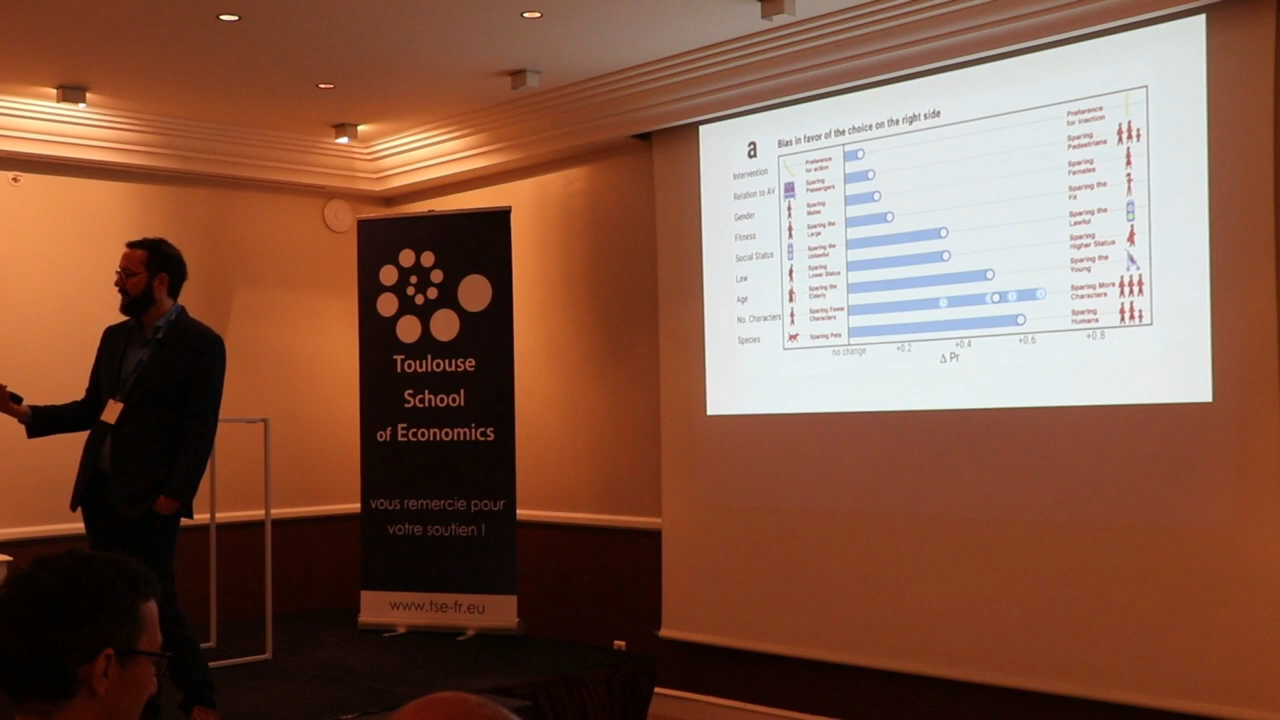 Toulouse
School
of Economics
vous remercie pour
votre soutien !
www.tse-fr.eu
a
Bias in favor of the choice on the right side
Intervention
Relation to AV
Gender
Fitness
Social Status
Law
Age
No. Characters
Species
Preference
for action
Sparing
Passengers
Sparing
Males
Sparing the
Large
Sparing the
Unlawful
Sparing
Lower Status
Sparing the
Elderly
Sparing Fewer
Characters
Sparing Pets
Preference
for inaction
Sparing
Pedestrians
Sparing
Females
Sparing the
Fit
Sparing the
Lawful
Sparing
Higher Status
Sparing the
Young
Sparing More
Characters
Sparing
Humans
no change
+0.2
+0.4
+0.6
+0.8
Δ Pr